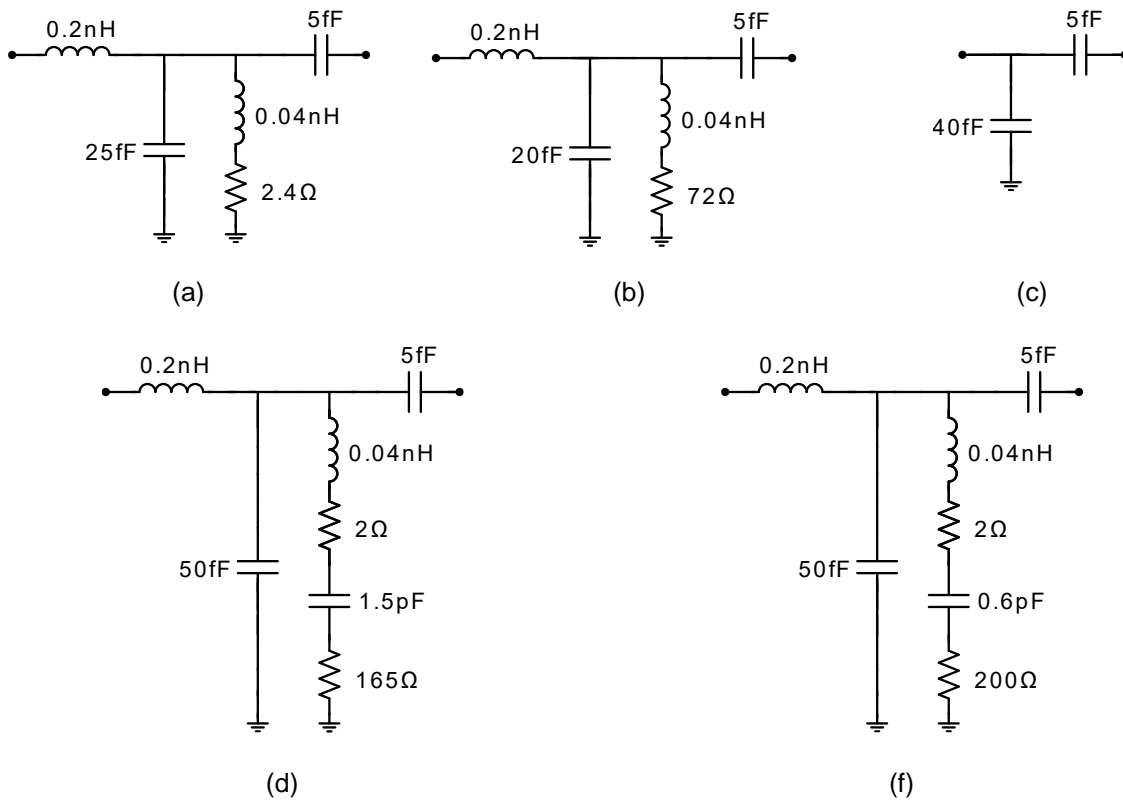 0.2nH
5fF
25fF
0.04nH
2.4Ω
(a)
0.2nH
5fF
20fF
0.04nH
72Ω
(b)
5fF
40fF
(c)
0.2nH
5fF
0.04nH
2Ω
50fF
1.5pF
165Ω
(d)
0.2nH
5fF
0.04nH
2Ω
50fF
0.6pF
200Ω
(f)